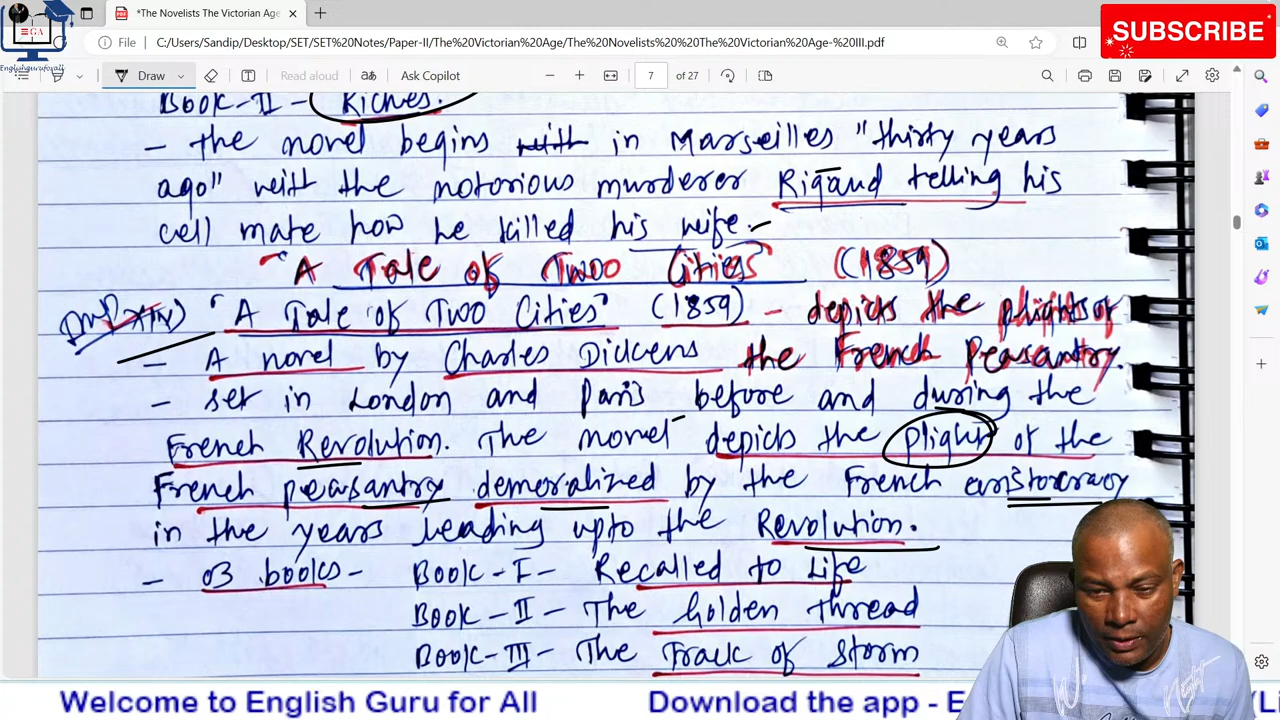 *The Novelists The Victorian Age
EGA
Englishguruforall
SUBSCRIBE
File C:/Users/Sandip/Desktop/SET/SET%20Notes/Paper-II/The%20Victorian%20Age/The%20Novelists%20%20The%20Victorian%20Age-%20III.pdf
Draw Read aloud Ask Copilot 7 of 27
Book-II- Riches.
- the novel begins with in Marseilles "thirty years
ago" with the notorious murderer Rigaud telling his
cell mate how he killed his wife.-
"A Tale of Two Cities" (1859)
"A Tale of Two Cities" (1859) - depicts the plights of
- A novel by Charles Dickens the French Peasantry.
- set in London and Paris before and during the
French Revolution. The novel depicts the plight of the
French peasantry demoralized by the French aristocracy
in the years leading upto the Revolution.
- 03 books - Book-I- Recalled to Life
Book-II- The Golden thread
Book-III- The Track of Storm
Welcome to English Guru for All Download the app - E (Li